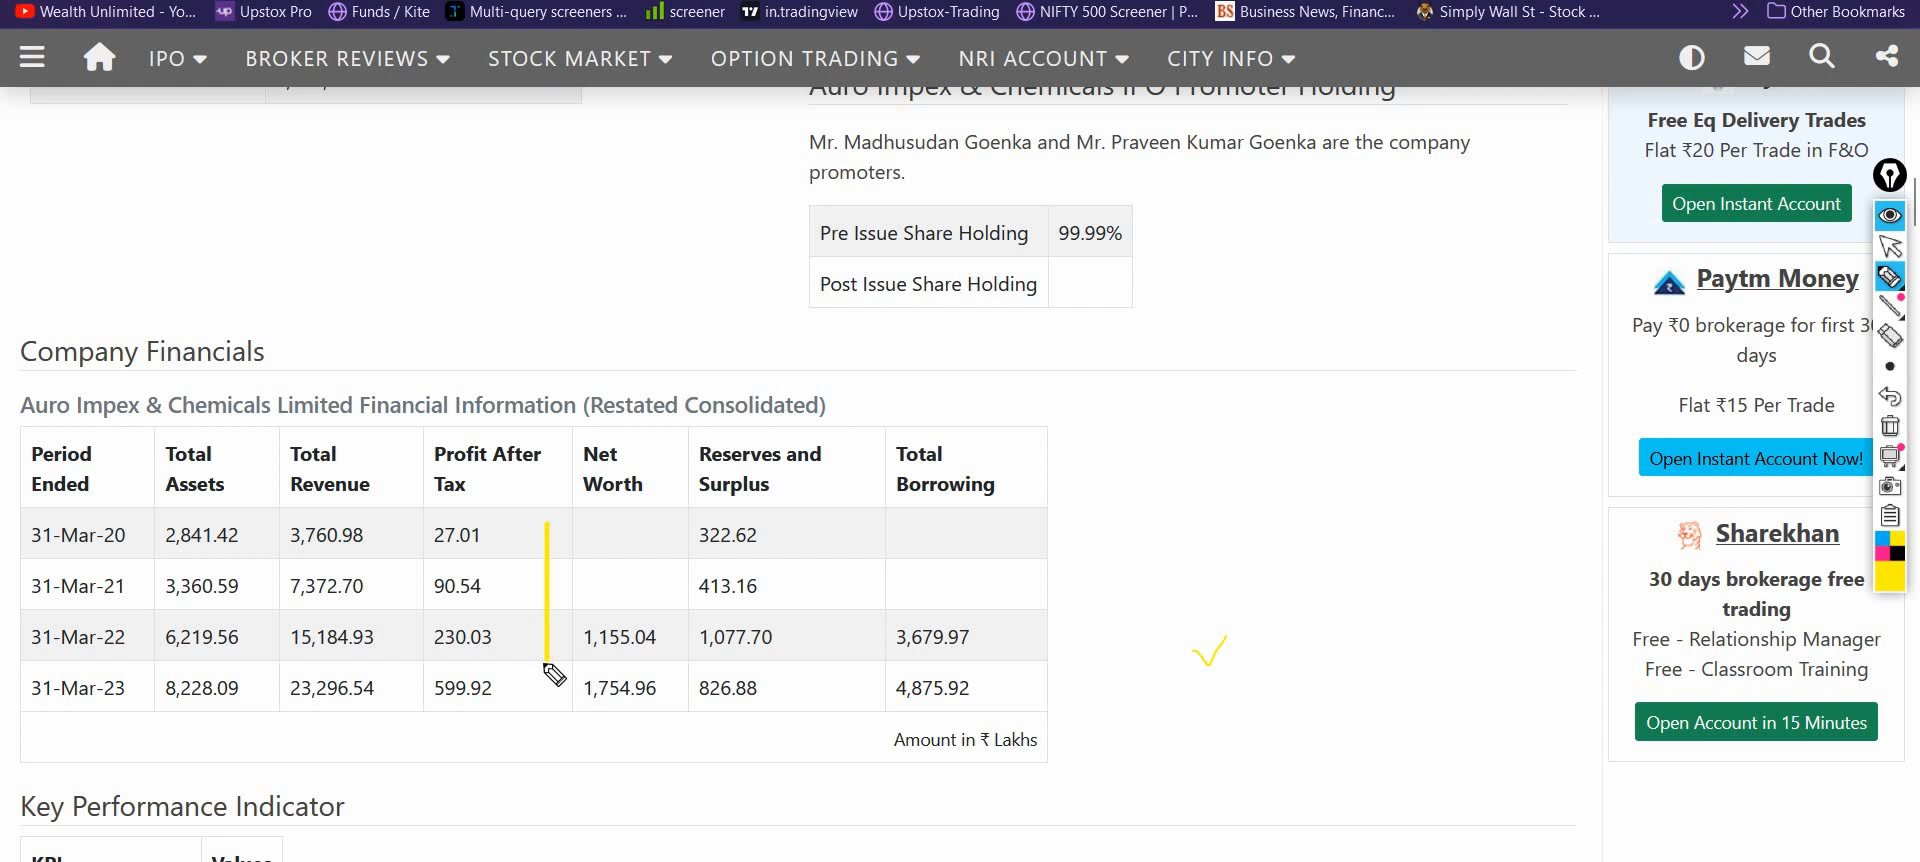 Wealth Unlimited - Yo... Upstox Pro Funds / Kite Multi-query screeners ... screener in.tradingview Upstox-Trading NIFTY 500 Screener | P... BS Business News, Financ... Simply Wall St - Stock ... Other Bookmarks
IPO BROKER REVIEWS STOCK MARKET OPTION TRADING NRI ACCOUNT CITY INFO
Auro Impex & Chemicals IPO Promoter Holding
Mr. Madhusudan Goenka and Mr. Praveen Kumar Goenka are the company
promoters.
Pre Issue Share Holding 99.99%
Post Issue Share Holding
Company Financials
Auro Impex & Chemicals Limited Financial Information (Restated Consolidated)
Period Ended Total Assets Total Revenue Profit After Tax Net Worth Reserves and Surplus Total Borrowing
31-Mar-20 2,841.42 3,760.98 27.01 322.62
31-Mar-21 3,360.59 7,372.70 90.54 413.16
31-Mar-22 6,219.56 15,184.93 230.03 1,155.04 1,077.70 3,679.97
31-Mar-23 8,228.09 23,296.54 599.92 1,754.96 826.88 4,875.92
Amount in ₹ Lakhs
Key Performance Indicator
KPI Values
Free Eq Delivery Trades
Flat ₹20 Per Trade in F&O
Open Instant Account
Paytm Money
Pay ₹0 brokerage for first 3
days
Flat ₹15 Per Trade
Open Instant Account Now!
Sharekhan
30 days brokerage free
trading
Free - Relationship Manager
Free - Classroom Training
Open Account in 15 Minutes